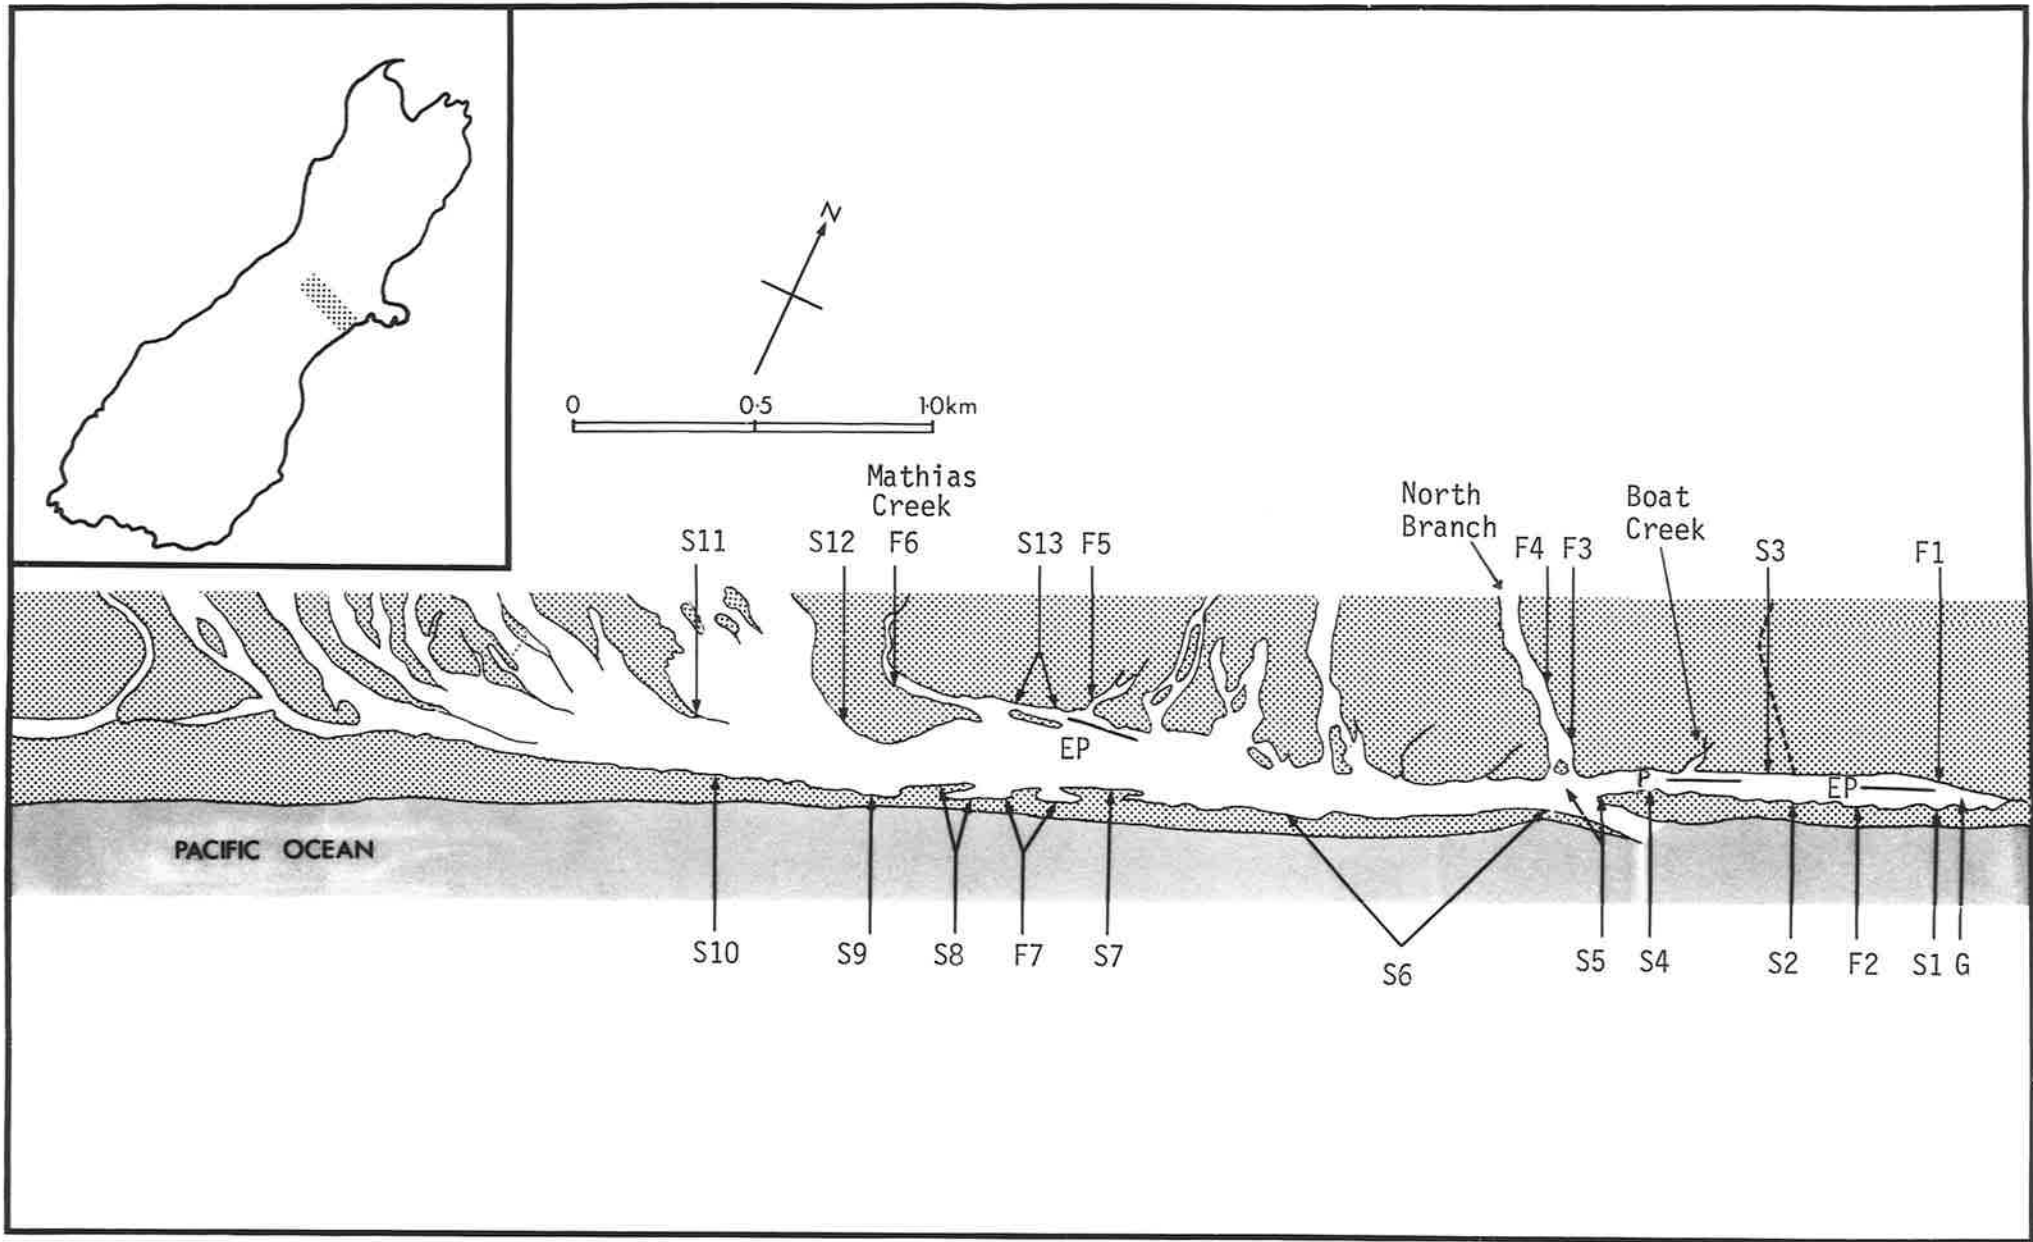 N
0 0·5 1·0km
Mathias
Creek
North
Branch
Boat
Creek
S11 S12 F6 S13 F5 F4 F3 S3 F1
EP
P
EP
PACIFIC OCEAN
S10 S9 S8 F7 S7 S6 S5 S4 S2 F2 S1 G